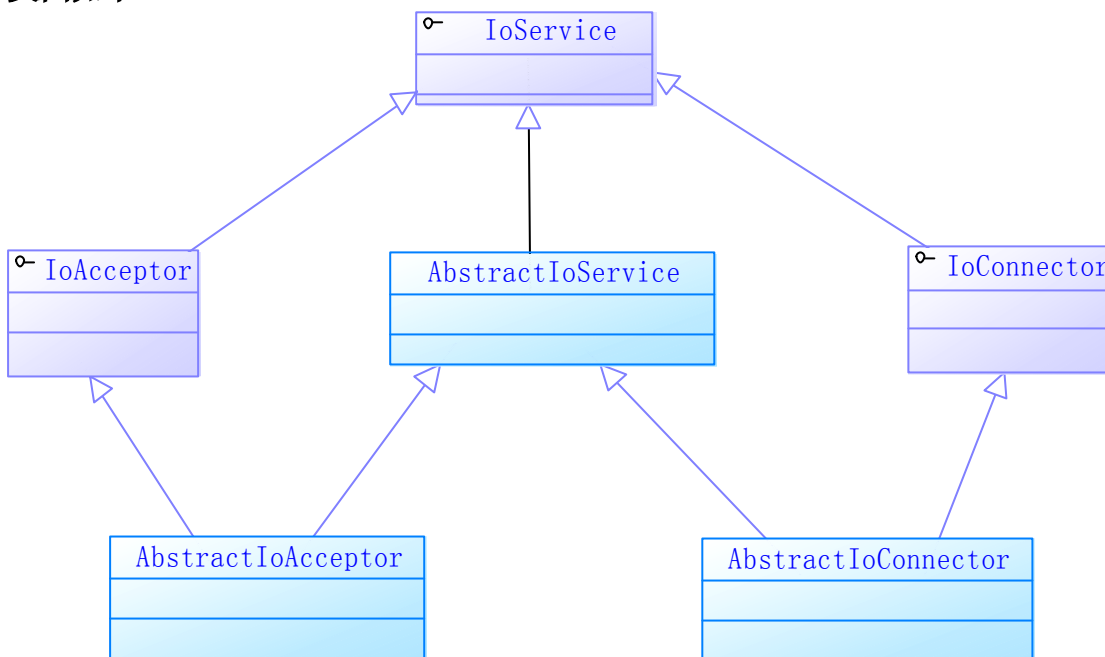 IoService
IoAcceptor
AbstractIoService
IoConnector
AbstractIoAcceptor
AbstractIoConnector